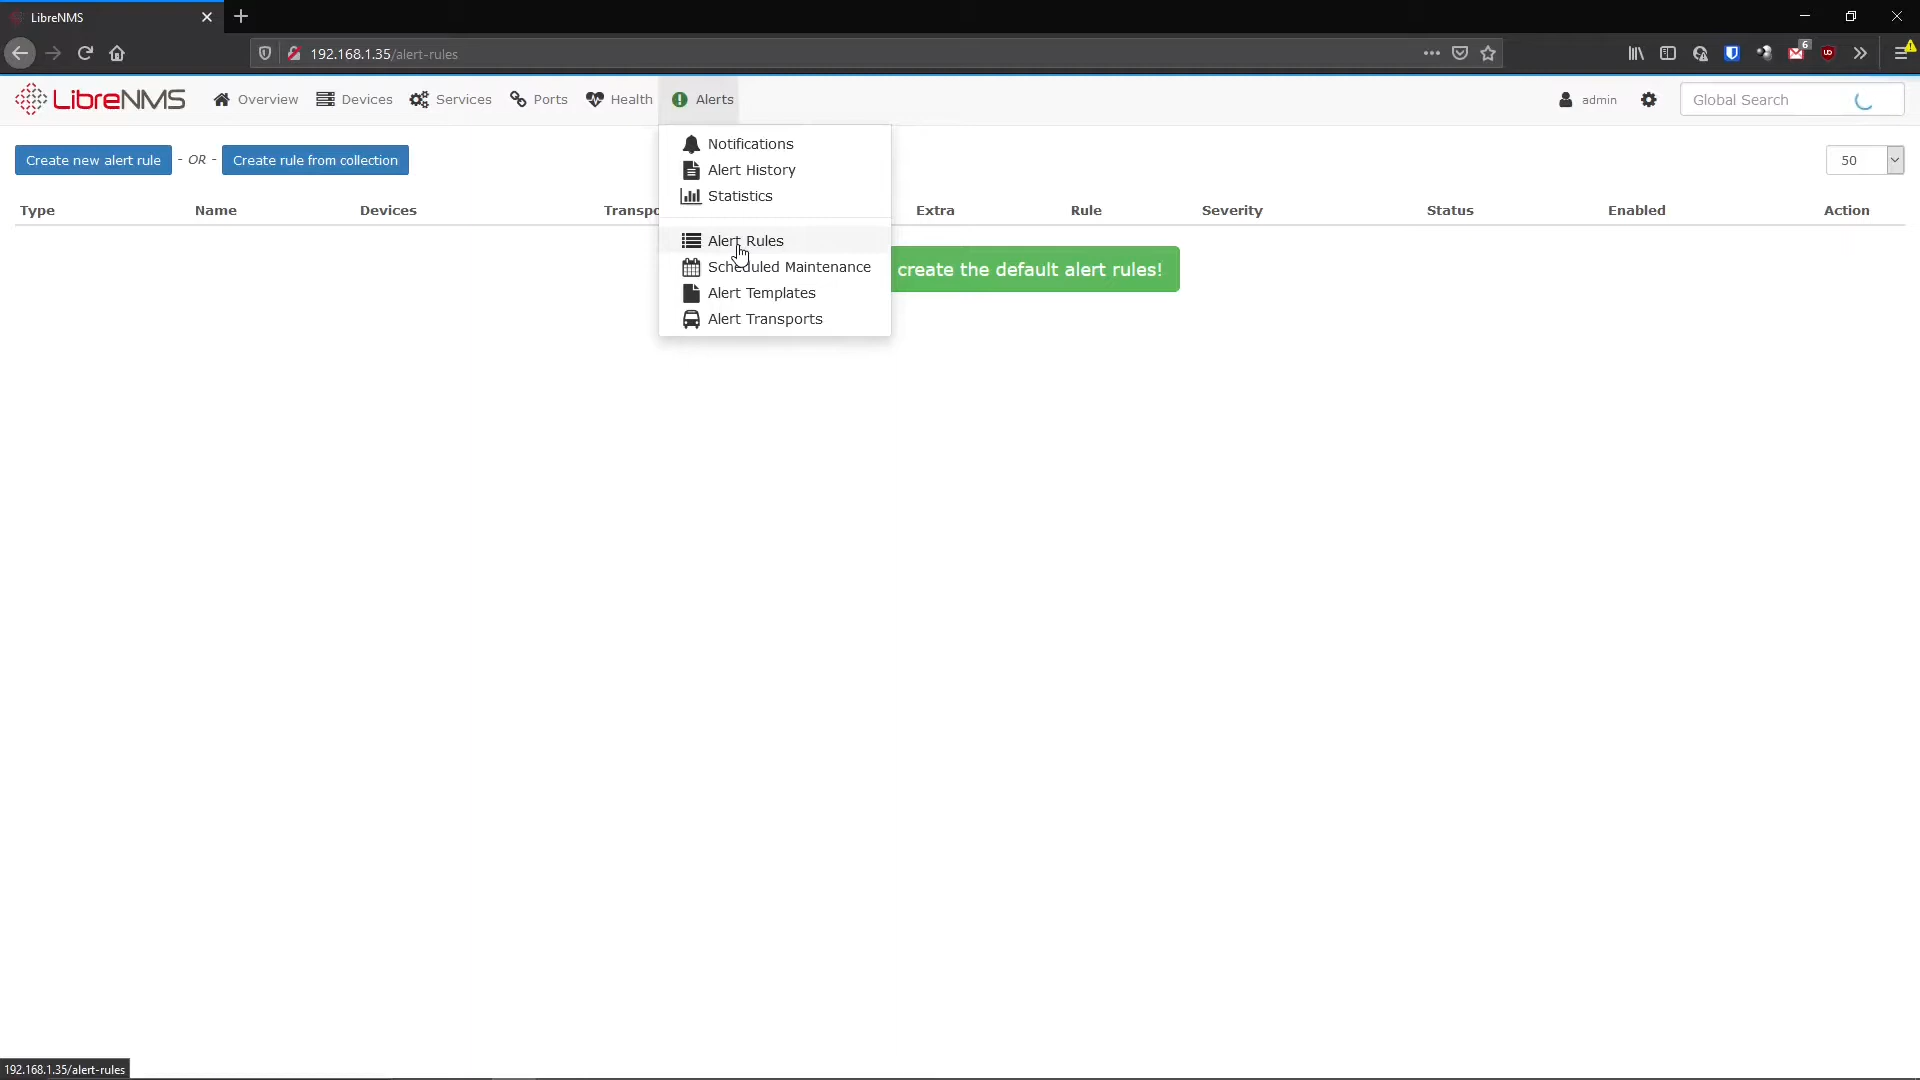 LibreNMS
192.168.1.35/alert-rules
6
LibreNMS
Overview
Devices
Services
Ports
Health
Alerts
admin
Global Search
Notifications
Alert History
Statistics
Alert Rules
Scheduled Maintenance
Alert Templates
Alert Transports
Create new alert rule
- OR -
Create rule from collection
50
Type Name Devices Transpo Extra Rule Severity Status Enabled Action
create the default alert rules!
192.168.1.35/alert-rules